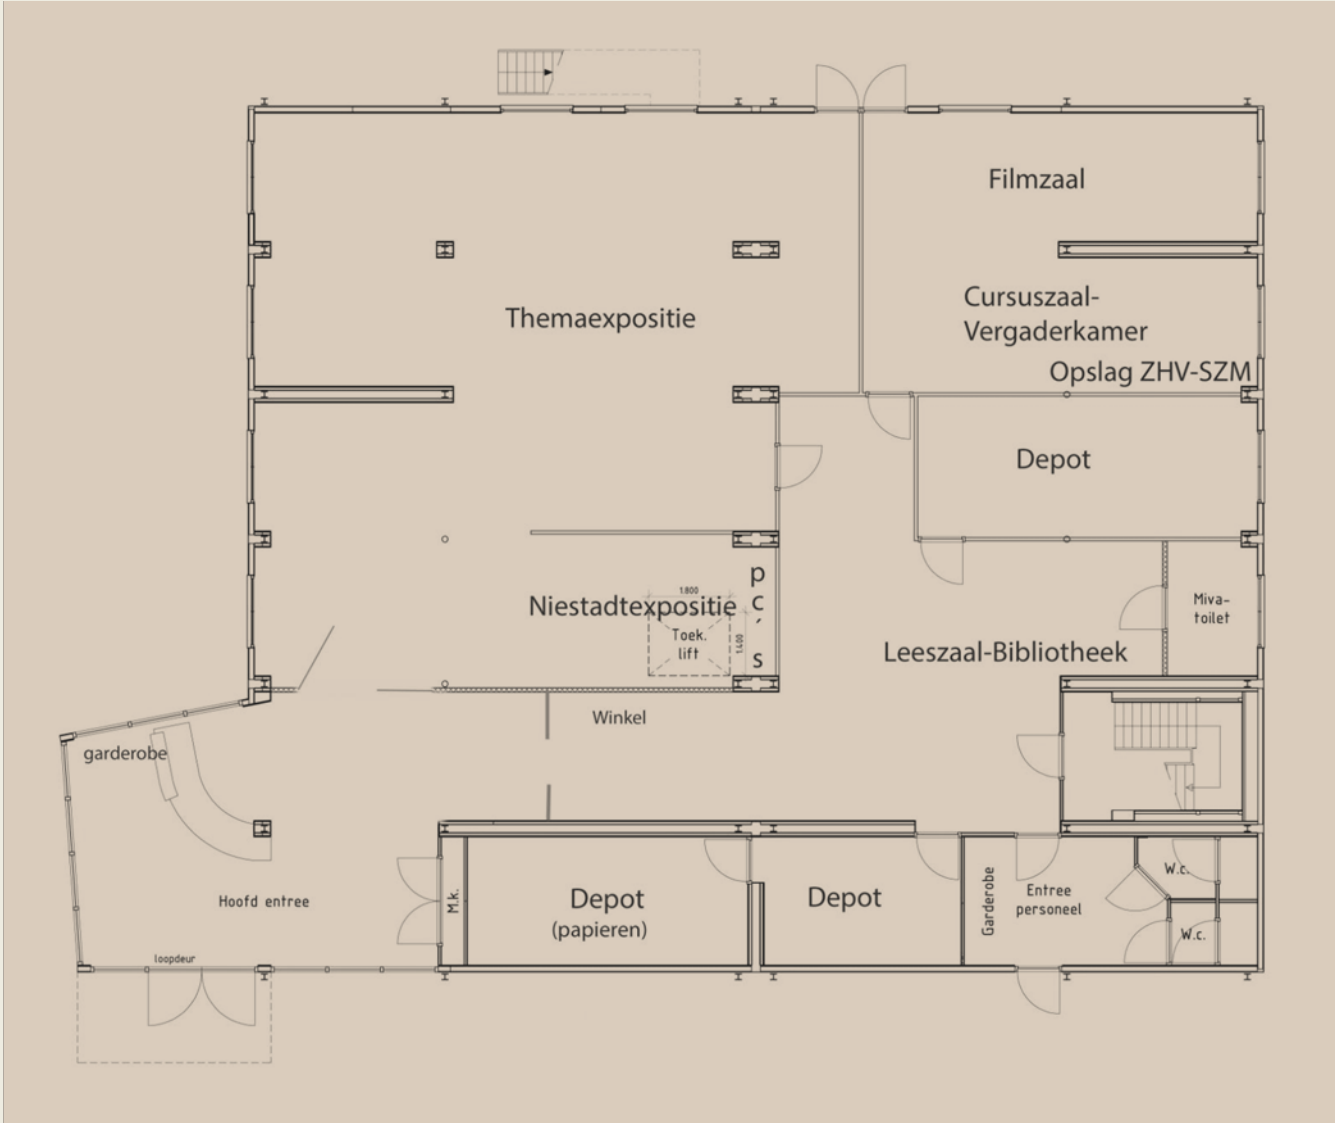 Filmzaal
Themaexpositie
Cursuszaal-
Vergaderkamer
Opslag ZHV-SZM
Depot
Niestadtexpositie
1.800
Toek.
lift
1.400
p
c
´
s
Miva-
toilet
Leeszaal-Bibliotheek
Winkel
garderobe
Hoofd entree
loopdeur
M.k.
Depot
(papieren)
Depot
Garderobe
Entree
personeel
W.c.
W.c.